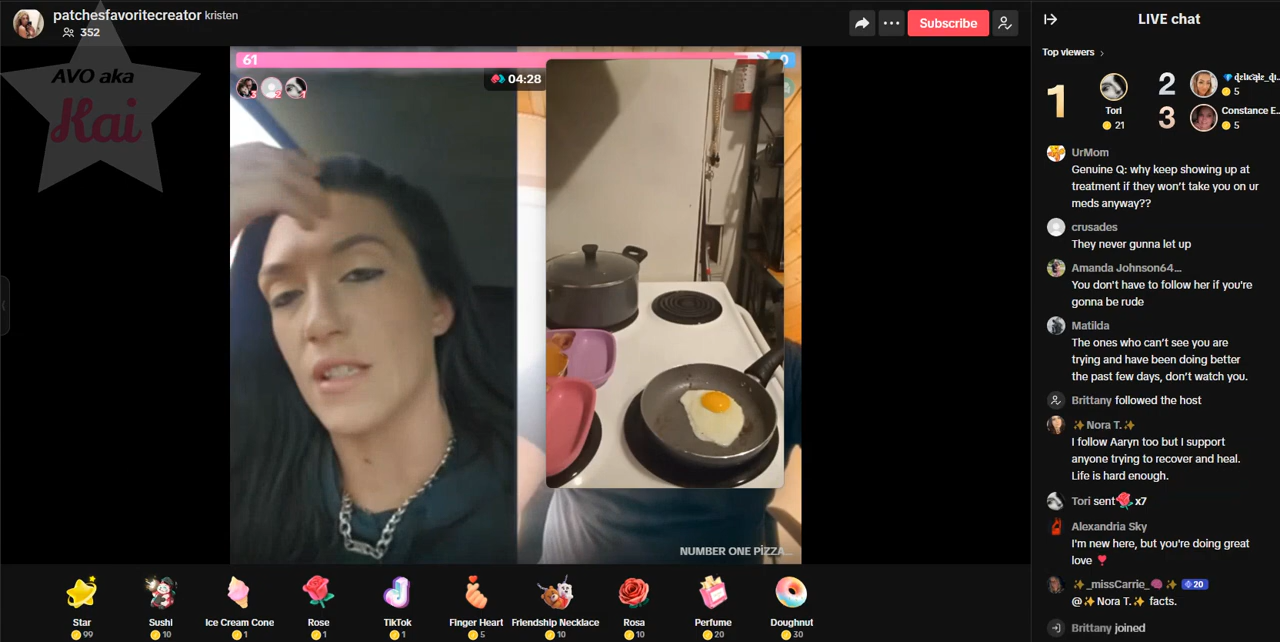 patchesfavoritecreator kristen
352
Subscribe
AVO aka
Kai
61
0
04:28
NUMBER ONE PİZZA...
Star
99
Sushi
10
Ice Cream Cone
1
Rose
1
TikTok
1
Finger Heart
5
Friendship Necklace
10
Rosa
10
Perfume
20
Doughnut
30
LIVE chat
Top viewers >
1
Tori
21
2
5
3
Constance E...
5
UrMom
Genuine Q: why keep showing up at
treatment if they won't take you on ur
meds anyway??
crusades
They never gunna let up
Amanda Johnson64...
You don't have to follow her if you're
gonna be rude
Matilda
The ones who can't see you are
trying and have been doing better
the past few days, don't watch you.
Brittany followed the host
✨Nora T.✨
I follow Aaryn too but I support
anyone trying to recover and heal.
Life is hard enough.
Tori sent🌹x7
Alexandria Sky
I'm new here, but you're doing great
love ❣️
✨_missCarrie_🧠✨ 20
@✨Nora T.✨ facts.
Brittany joined